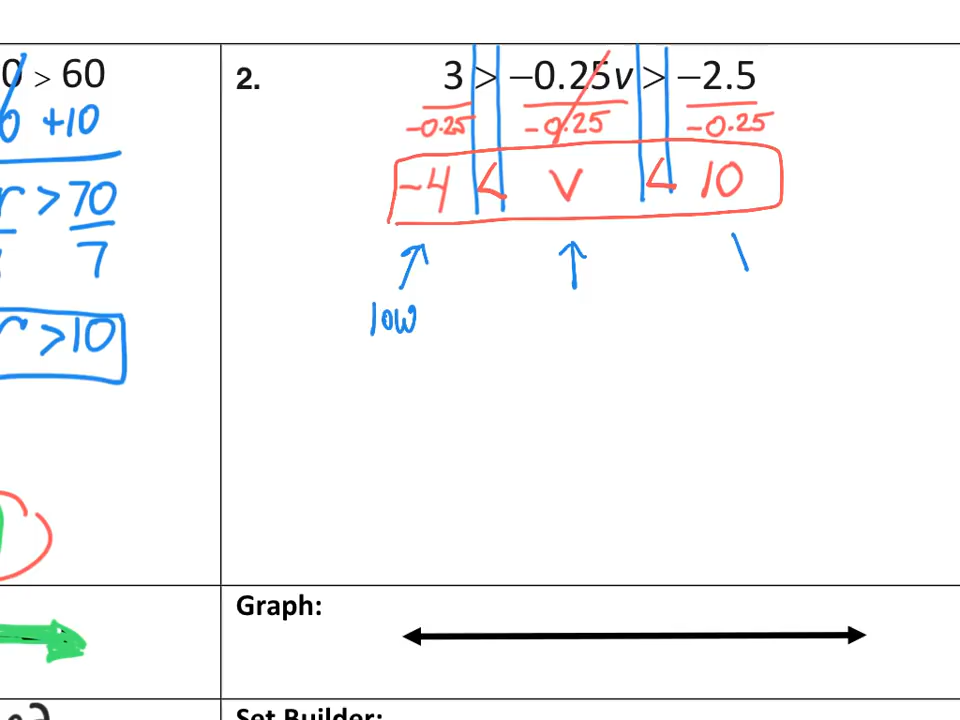 0 > 60
0 +10
r > 70
7
r > 10
2.
3 > −0.25v > −2.5
-0.25 -0.25 -0.25
-4 < v < 10
low
Graph:
Set Builder: